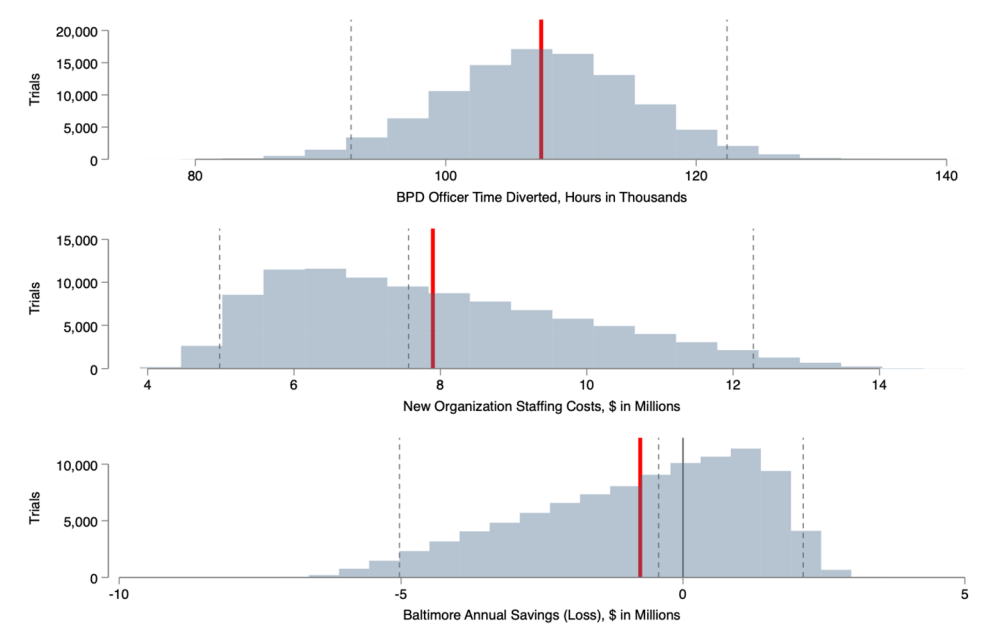 20,000
15,000
10,000
5,000
0
Trials
80 100 120 140
BPD Officer Time Diverted, Hours in Thousands
15,000
10,000
5,000
0
Trials
4 6 8 10 12 14
New Organization Staffing Costs, $ in Millions
10,000
5,000
0
Trials
-10 -5 0 5
Baltimore Annual Savings (Loss), $ in Millions